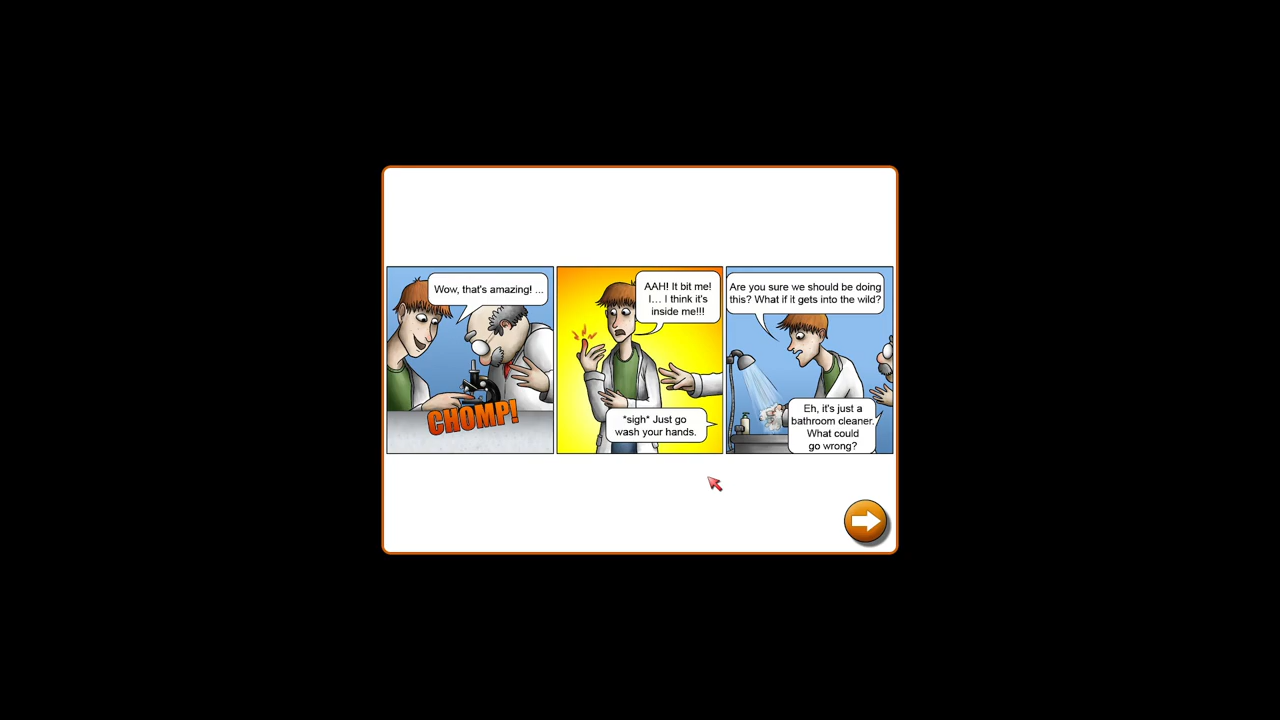 Wow, that's amazing! ...
CHOMP!
AAH! It bit me!
I... I think it's
inside me!!!
*sigh* Just go
wash your hands.
Are you sure we should be doing
this? What if it gets into the wild?
Eh, it's just a
bathroom cleaner.
What could
go wrong?